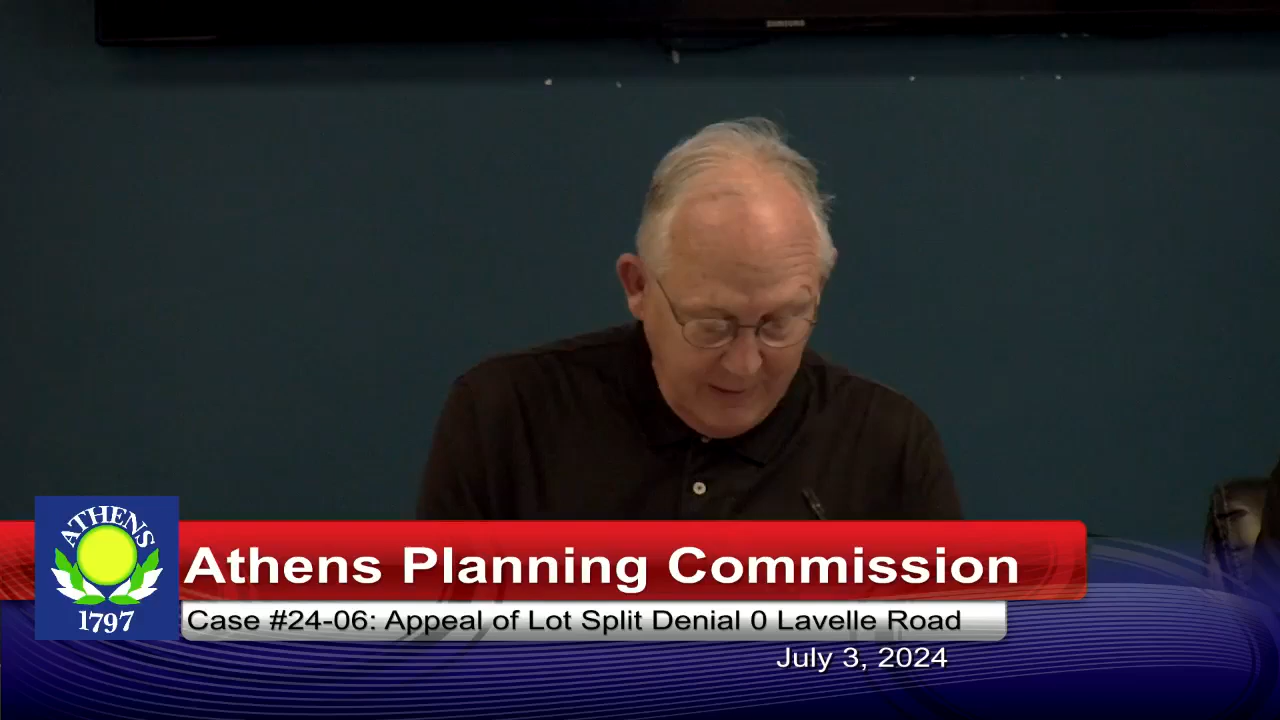 SAMSUNG
ATHENS
1797
Athens Planning Commission
Case #24-06: Appeal of Lot Split Denial 0 Lavelle Road
July 3, 2024